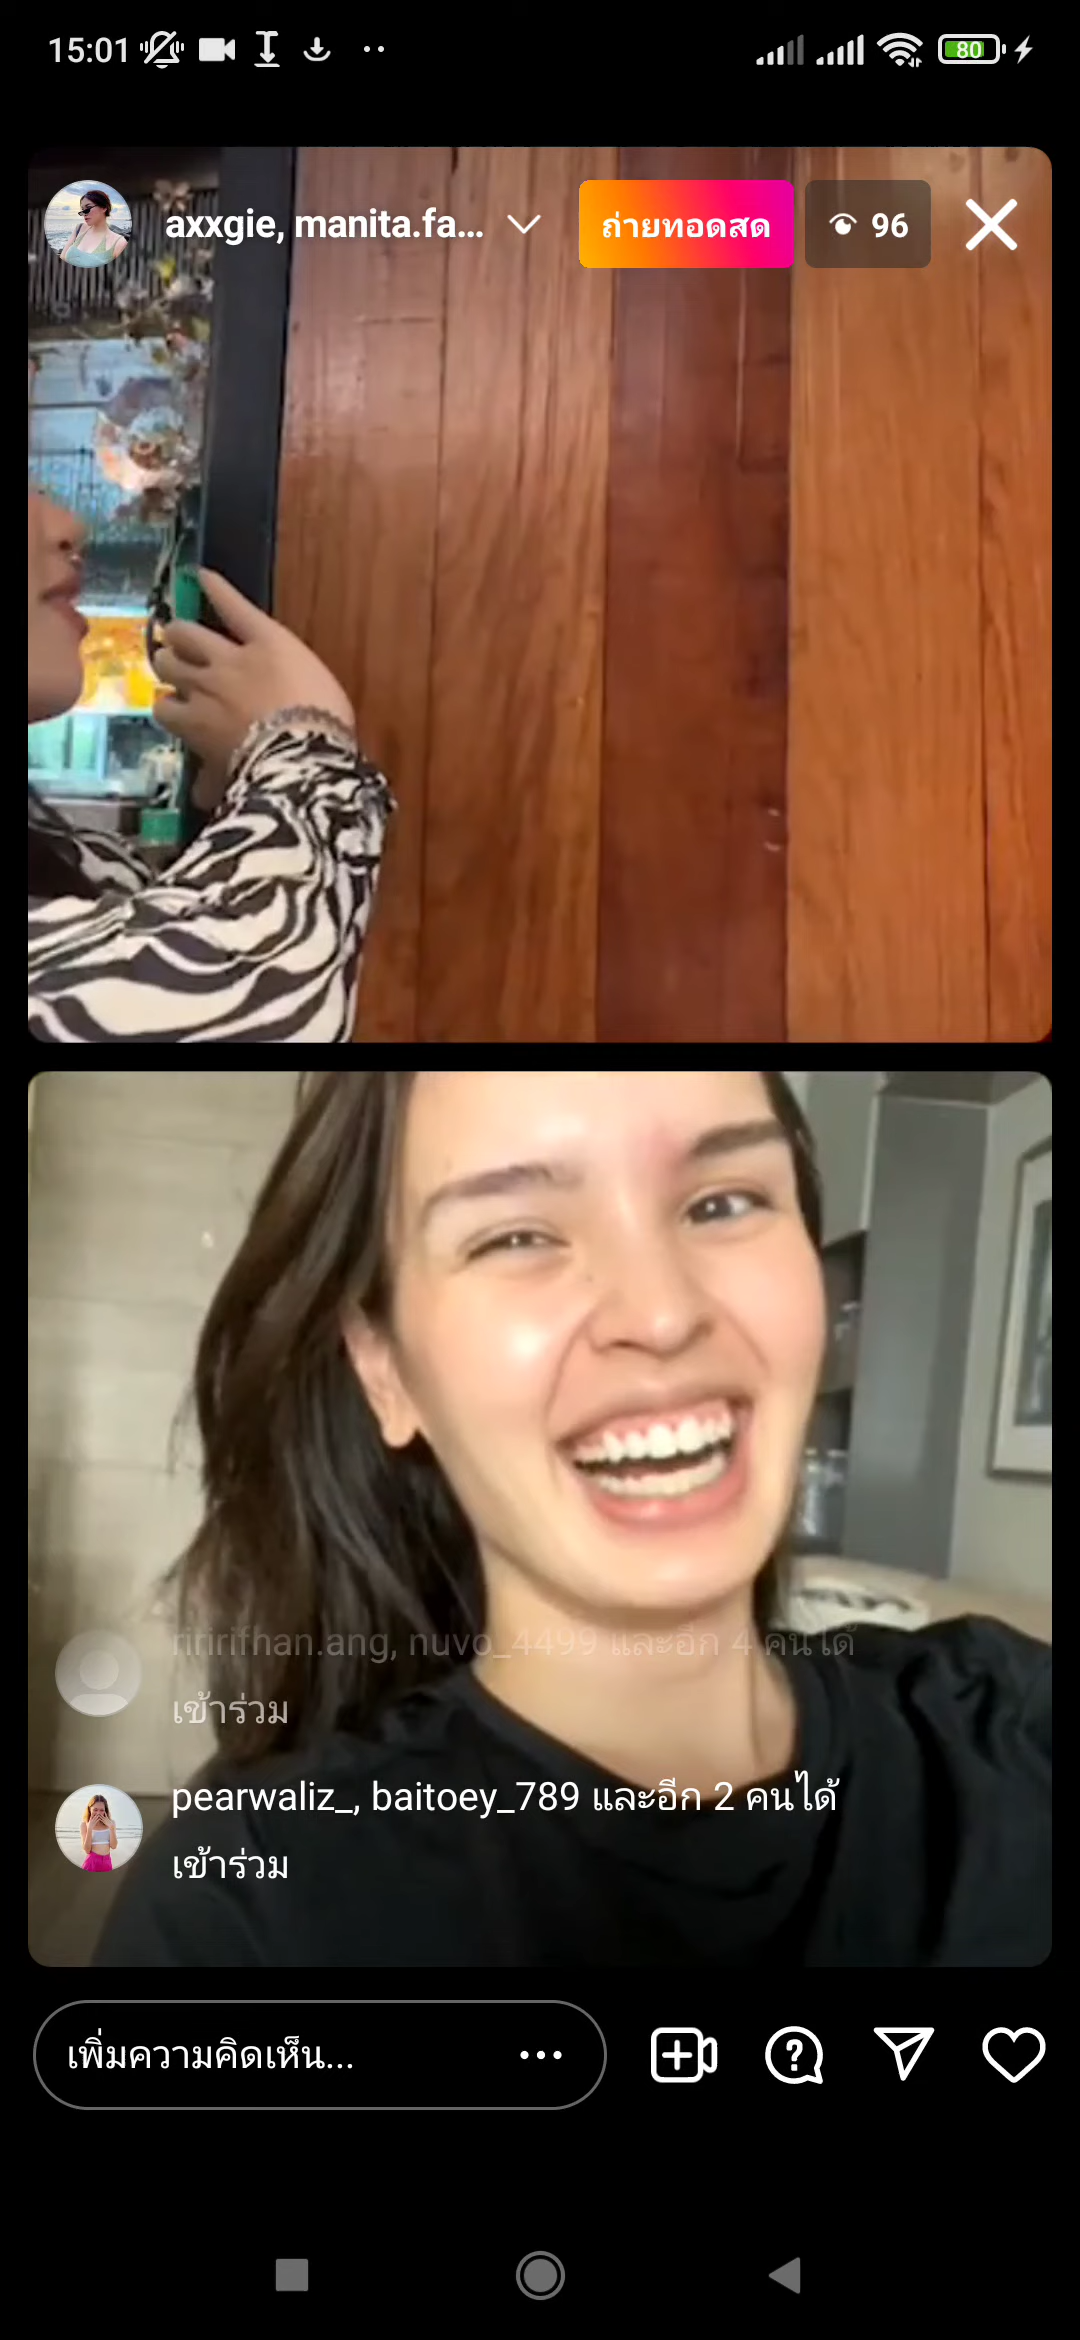 15:01
80
axxgie, manita.fa...
ถ่ายทอดสด
96
riririfhan.ang, nuvo_4499 และอีก 4 คนได้
เข้าร่วม
pearwaliz_, baitoey_789 และอีก 2 คนได้
เข้าร่วม
เพิ่มความคิดเห็น...